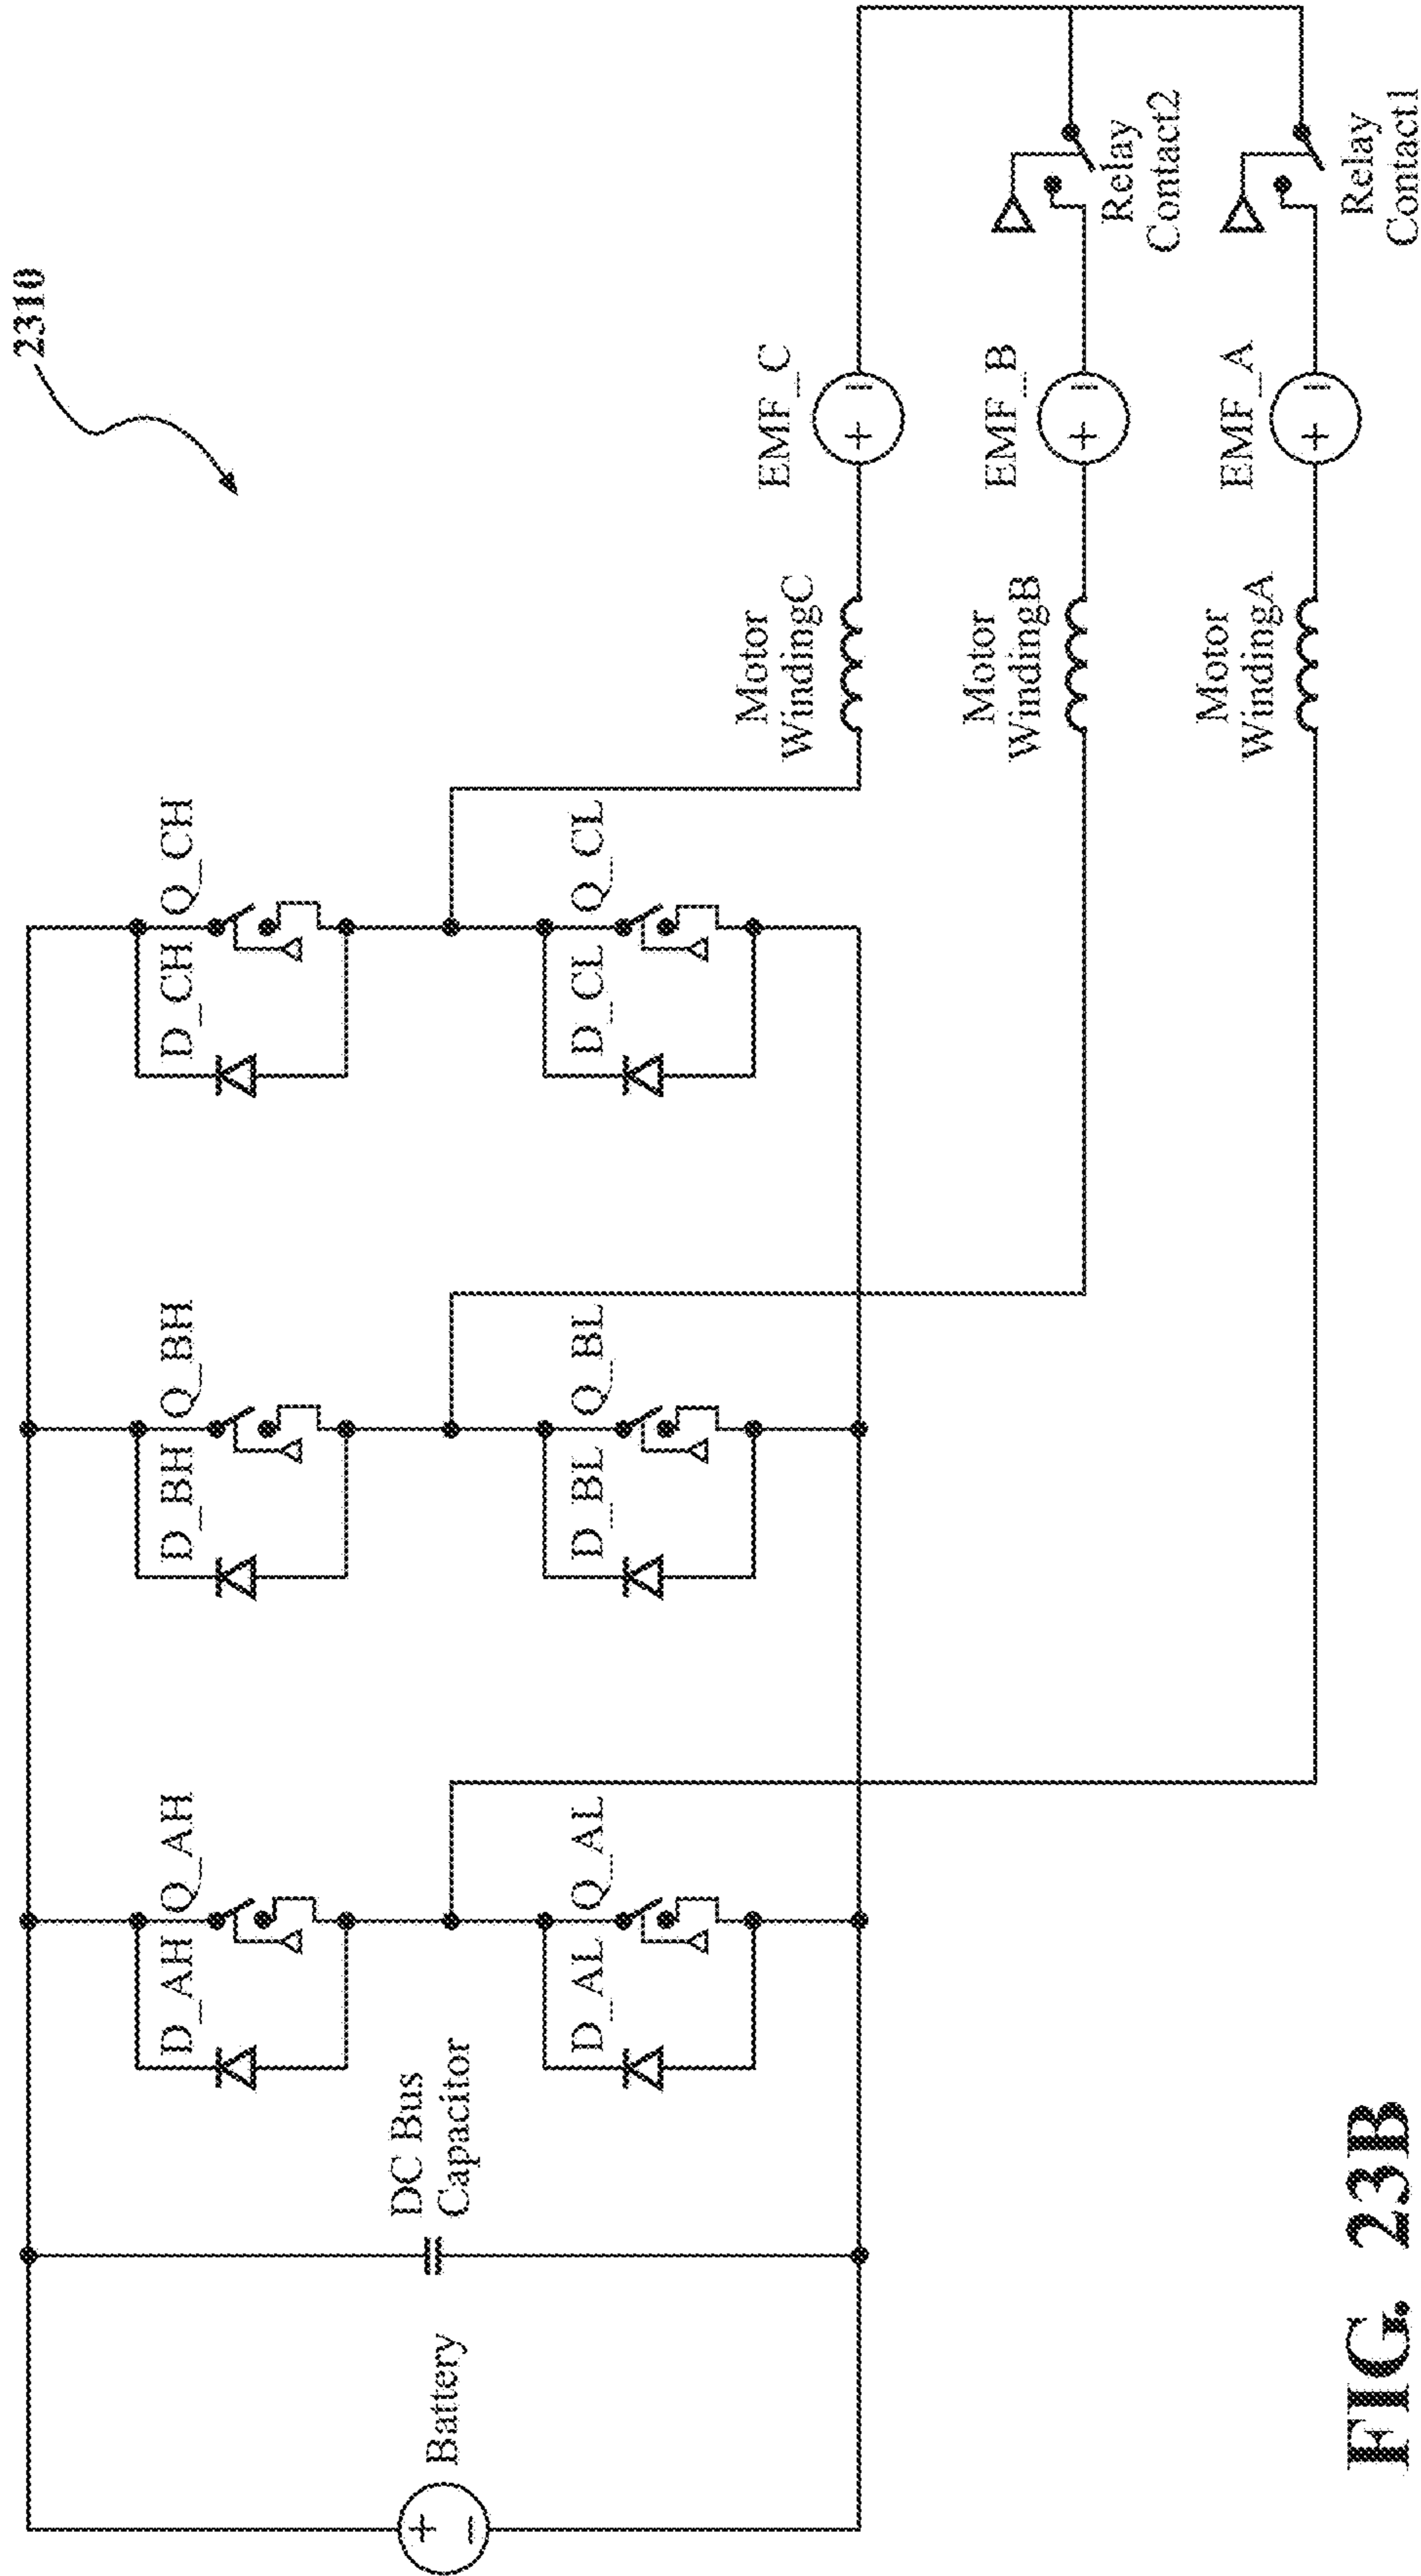 2310
Battery
+
−
DC Bus
Capacitor
D_AH
Q_AH
D_AL
Q_AL
D_BH
Q_BH
D_BL
Q_BL
D_CH
Q_CH
D_CL
Q_CL
Motor
WindingC
EMF_C
+
−
Motor
WindingB
EMF_B
+
−
Relay
Contact2
Motor
WindingA
EMF_A
+
−
Relay
Contact1
FIG. 23B